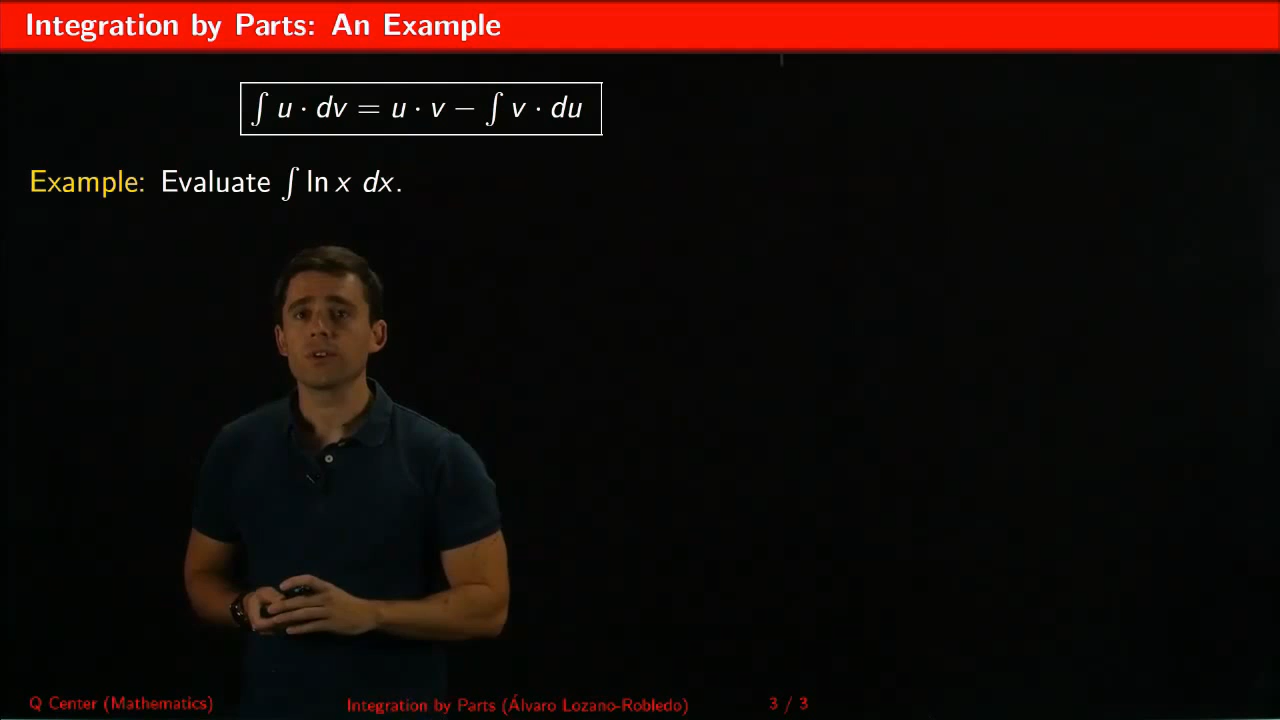 Integration by Parts: An Example
∫ u · dv = u · v − ∫ v · du
Example: Evaluate ∫ ln x dx.
Q Center (Mathematics) Integration by Parts (Álvaro Lozano-Robledo) 3 / 3